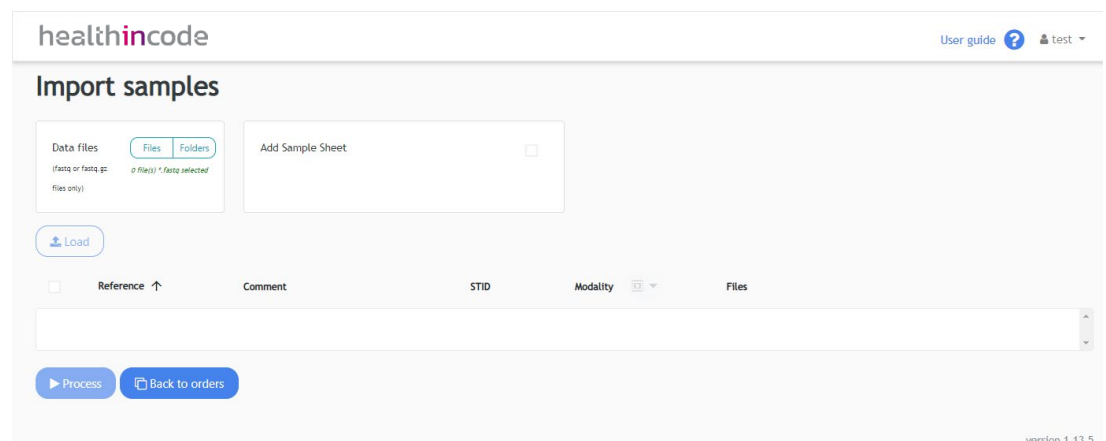 healthincode
User guide ? test
Import samples
Data files Files Folders
(fastq or fastq.gz 0 file(s) *.fastq selected
files only)
Add Sample Sheet
Load
Reference ↑ Comment STID Modality Files
Process Back to orders
version 1.13.5